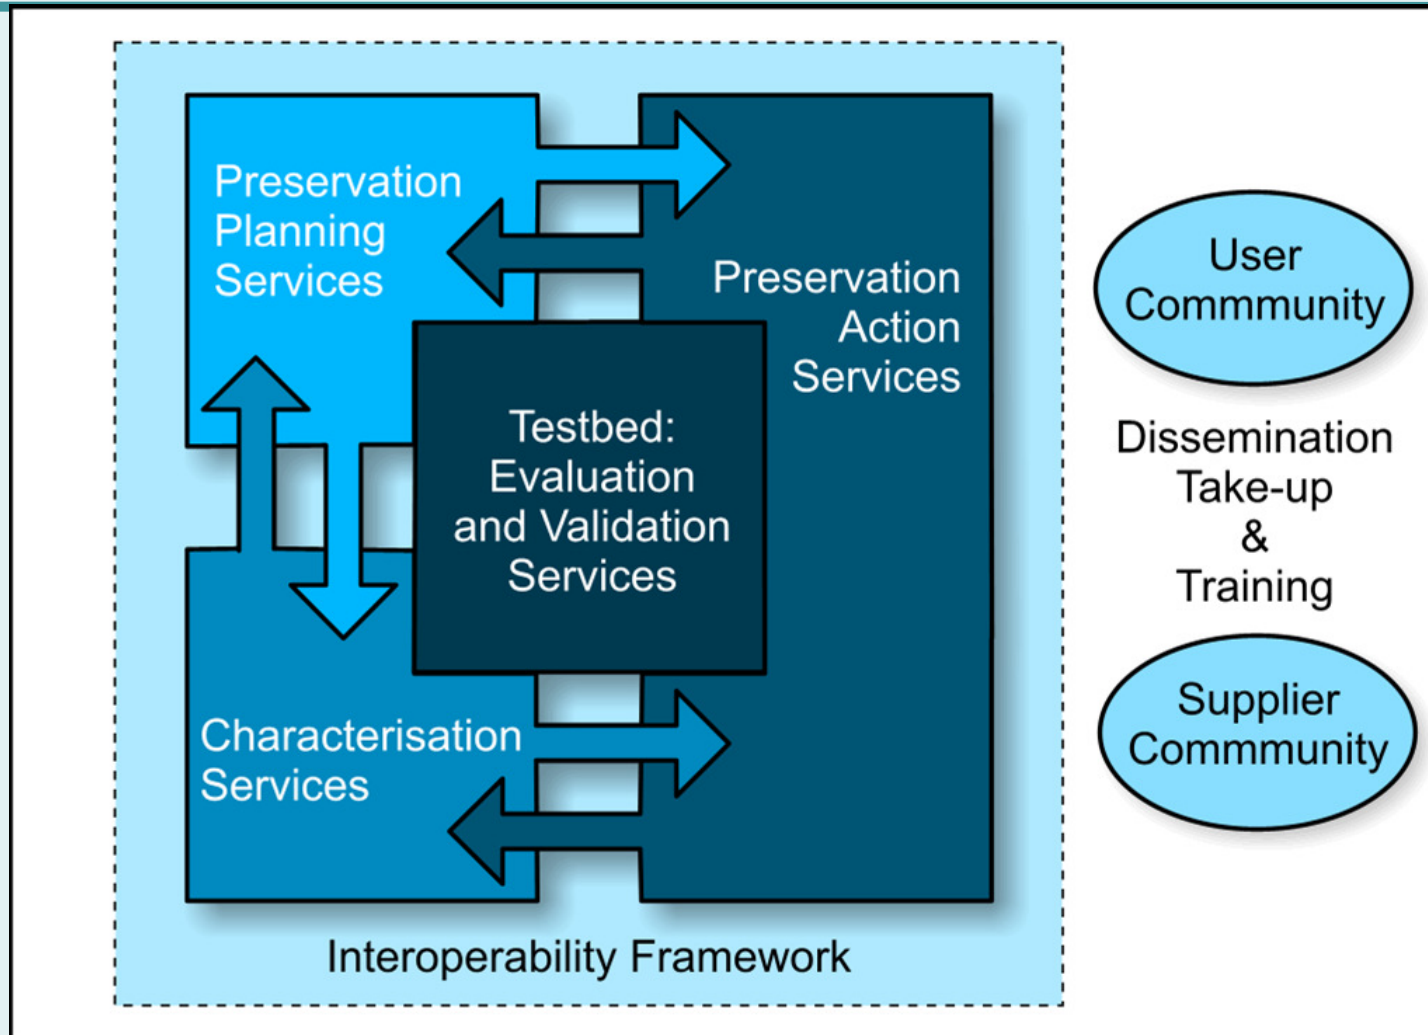 Preservation
Planning
Services
Preservation
Action
Services
Testbed:
Evaluation
and Validation
Services
Characterisation
Services
Interoperability Framework
User
Commmunity
Dissemination
Take-up
&
Training
Supplier
Commmunity